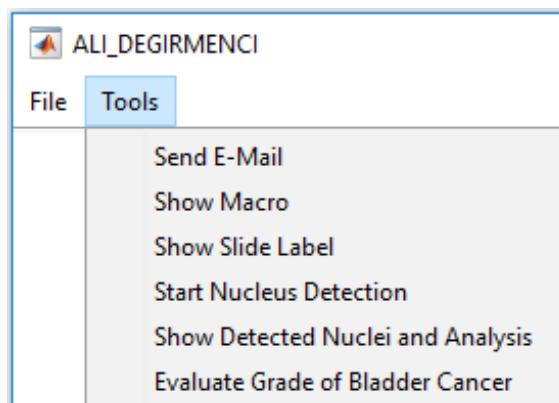 ALI_DEGIRMENCI
File Tools
Send E-Mail
Show Macro
Show Slide Label
Start Nucleus Detection
Show Detected Nuclei and Analysis
Evaluate Grade of Bladder Cancer